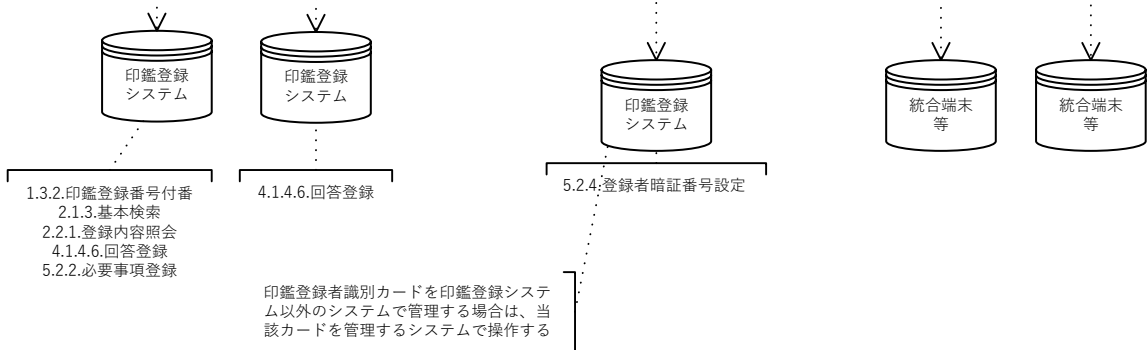 印鑑登録
システム
印鑑登録
システム
印鑑登録
システム
統合端末
等
統合端末
等
1.3.2.印鑑登録番号付番
2.1.3.基本検索
2.2.1.登録内容照会
4.1.4.6.回答登録
5.2.2.必要事項登録
4.1.4.6.回答登録
5.2.4.登録者暗証番号設定
印鑑登録者識別カードを印鑑登録システ
ム以外のシステムで管理する場合は、当
該カードを管理するシステムで操作する